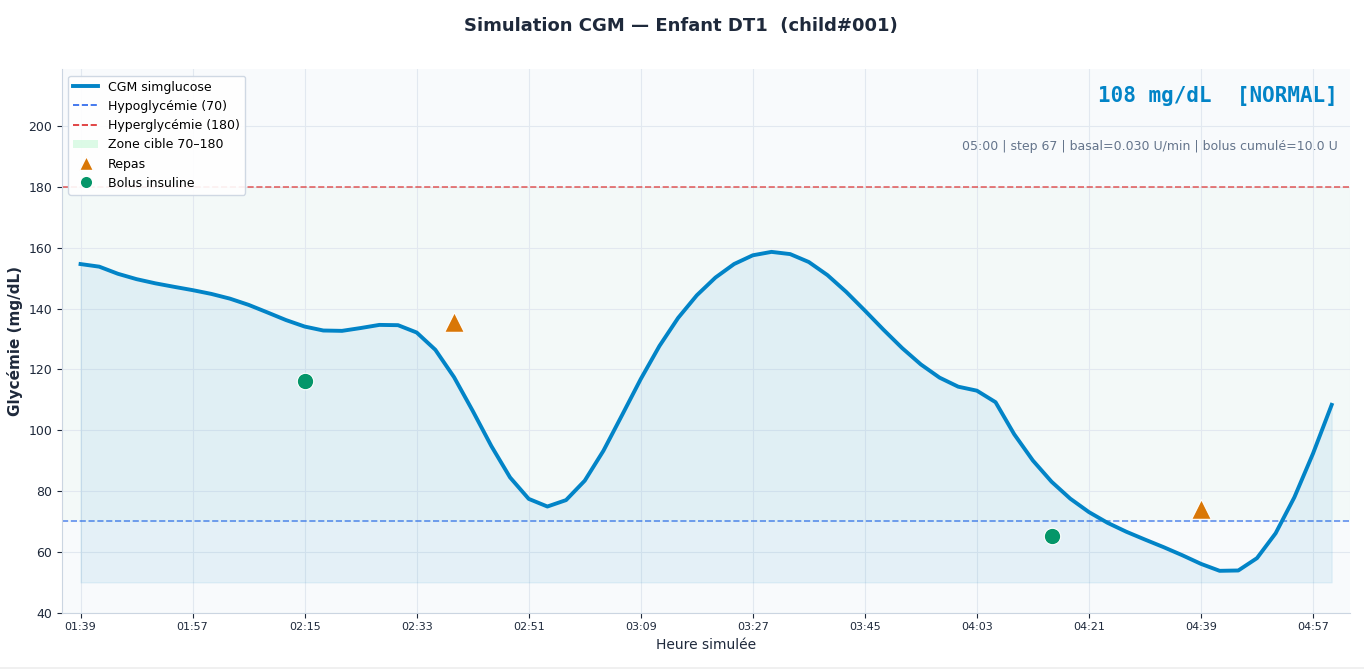 Simulation CGM — Enfant DT1  (child#001)
CGM simglucose
Hypoglycémie (70)
Hyperglycémie (180)
Zone cible 70–180
Repas
Bolus insuline
108 mg/dL  [NORMAL]
05:00 | step 67 | basal=0.030 U/min | bolus cumulé=10.0 U
Glycémie (mg/dL)
200
180
160
140
120
100
80
60
40
01:39 01:57 02:15 02:33 02:51 03:09 03:27 03:45 04:03 04:21 04:39 04:57
Heure simulée